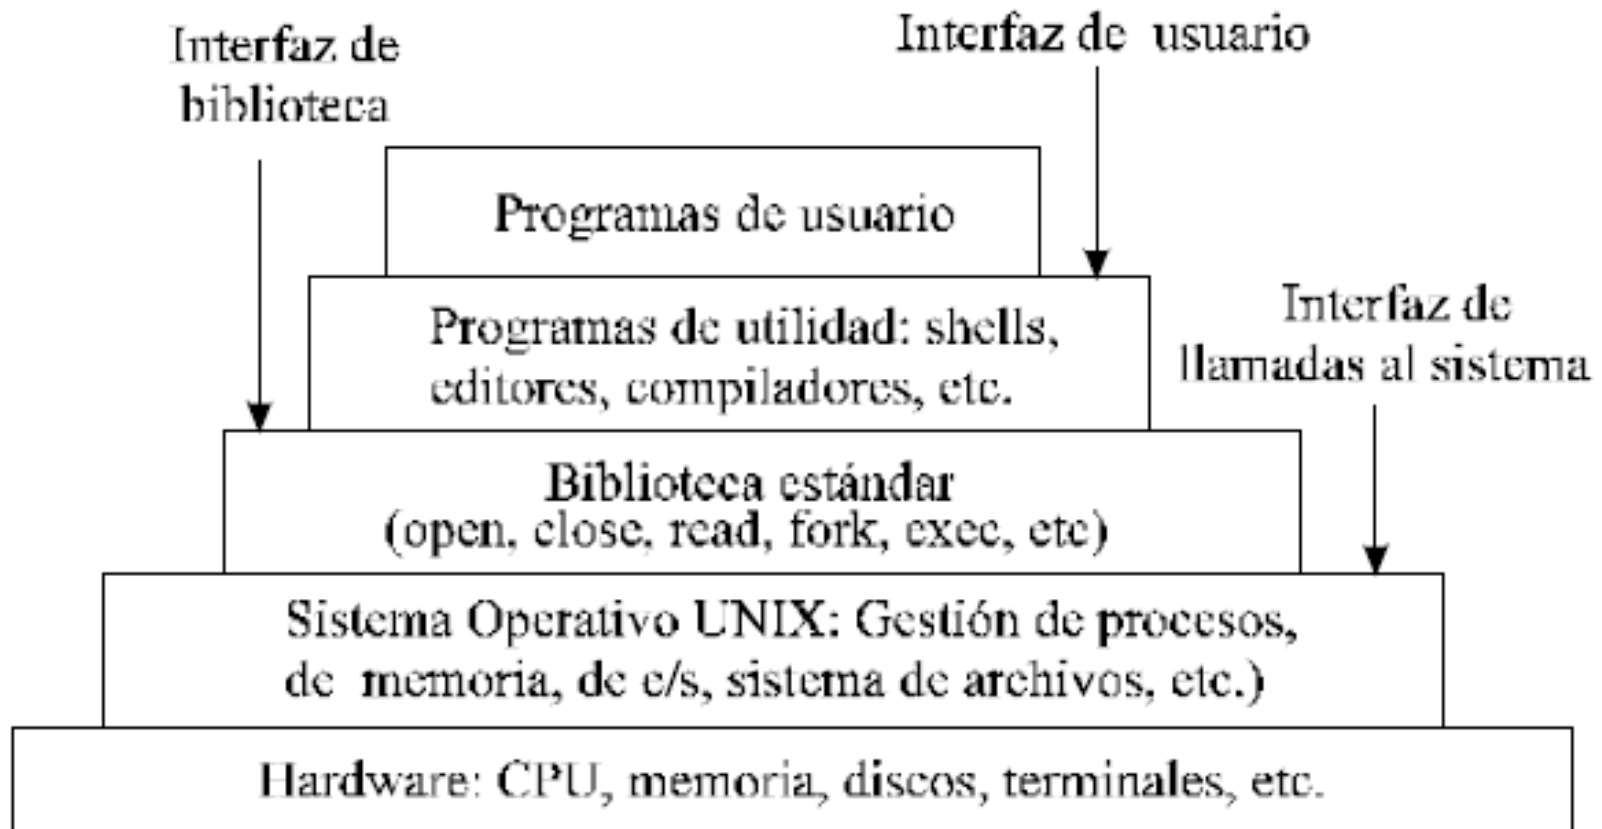 Interfaz de
biblioteca
Interfaz de usuario
Programas de usuario
Programas de utilidad: shells,
editores, compiladores, etc.
Interfaz de
llamadas al sistema
Biblioteca estándar
(open, close, read, fork, exec, etc)
Sistema Operativo UNIX: Gestión de procesos,
de memoria, de e/s, sistema de archivos, etc.)
Hardware: CPU, memoria, discos, terminales, etc.